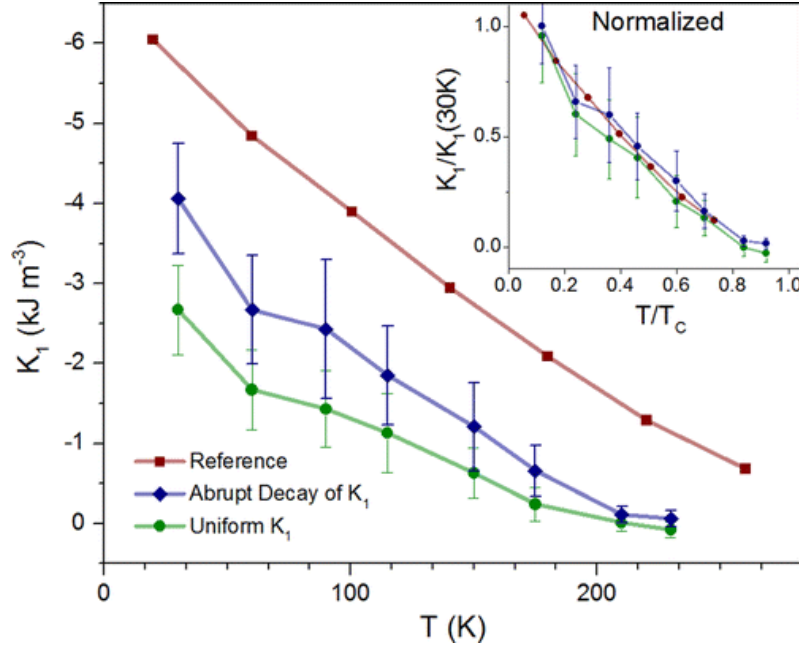 -6
-5
-4
-3
-2
-1
0
K₁ (kJ m⁻³)
0
100
200
T (K)
Reference
Abrupt Decay of K₁
Uniform K₁
Normalized
1.0
0.5
0.0
K₁/K₁(30K)
0.0 0.2 0.4 0.6 0.8 1.0
T/T_C